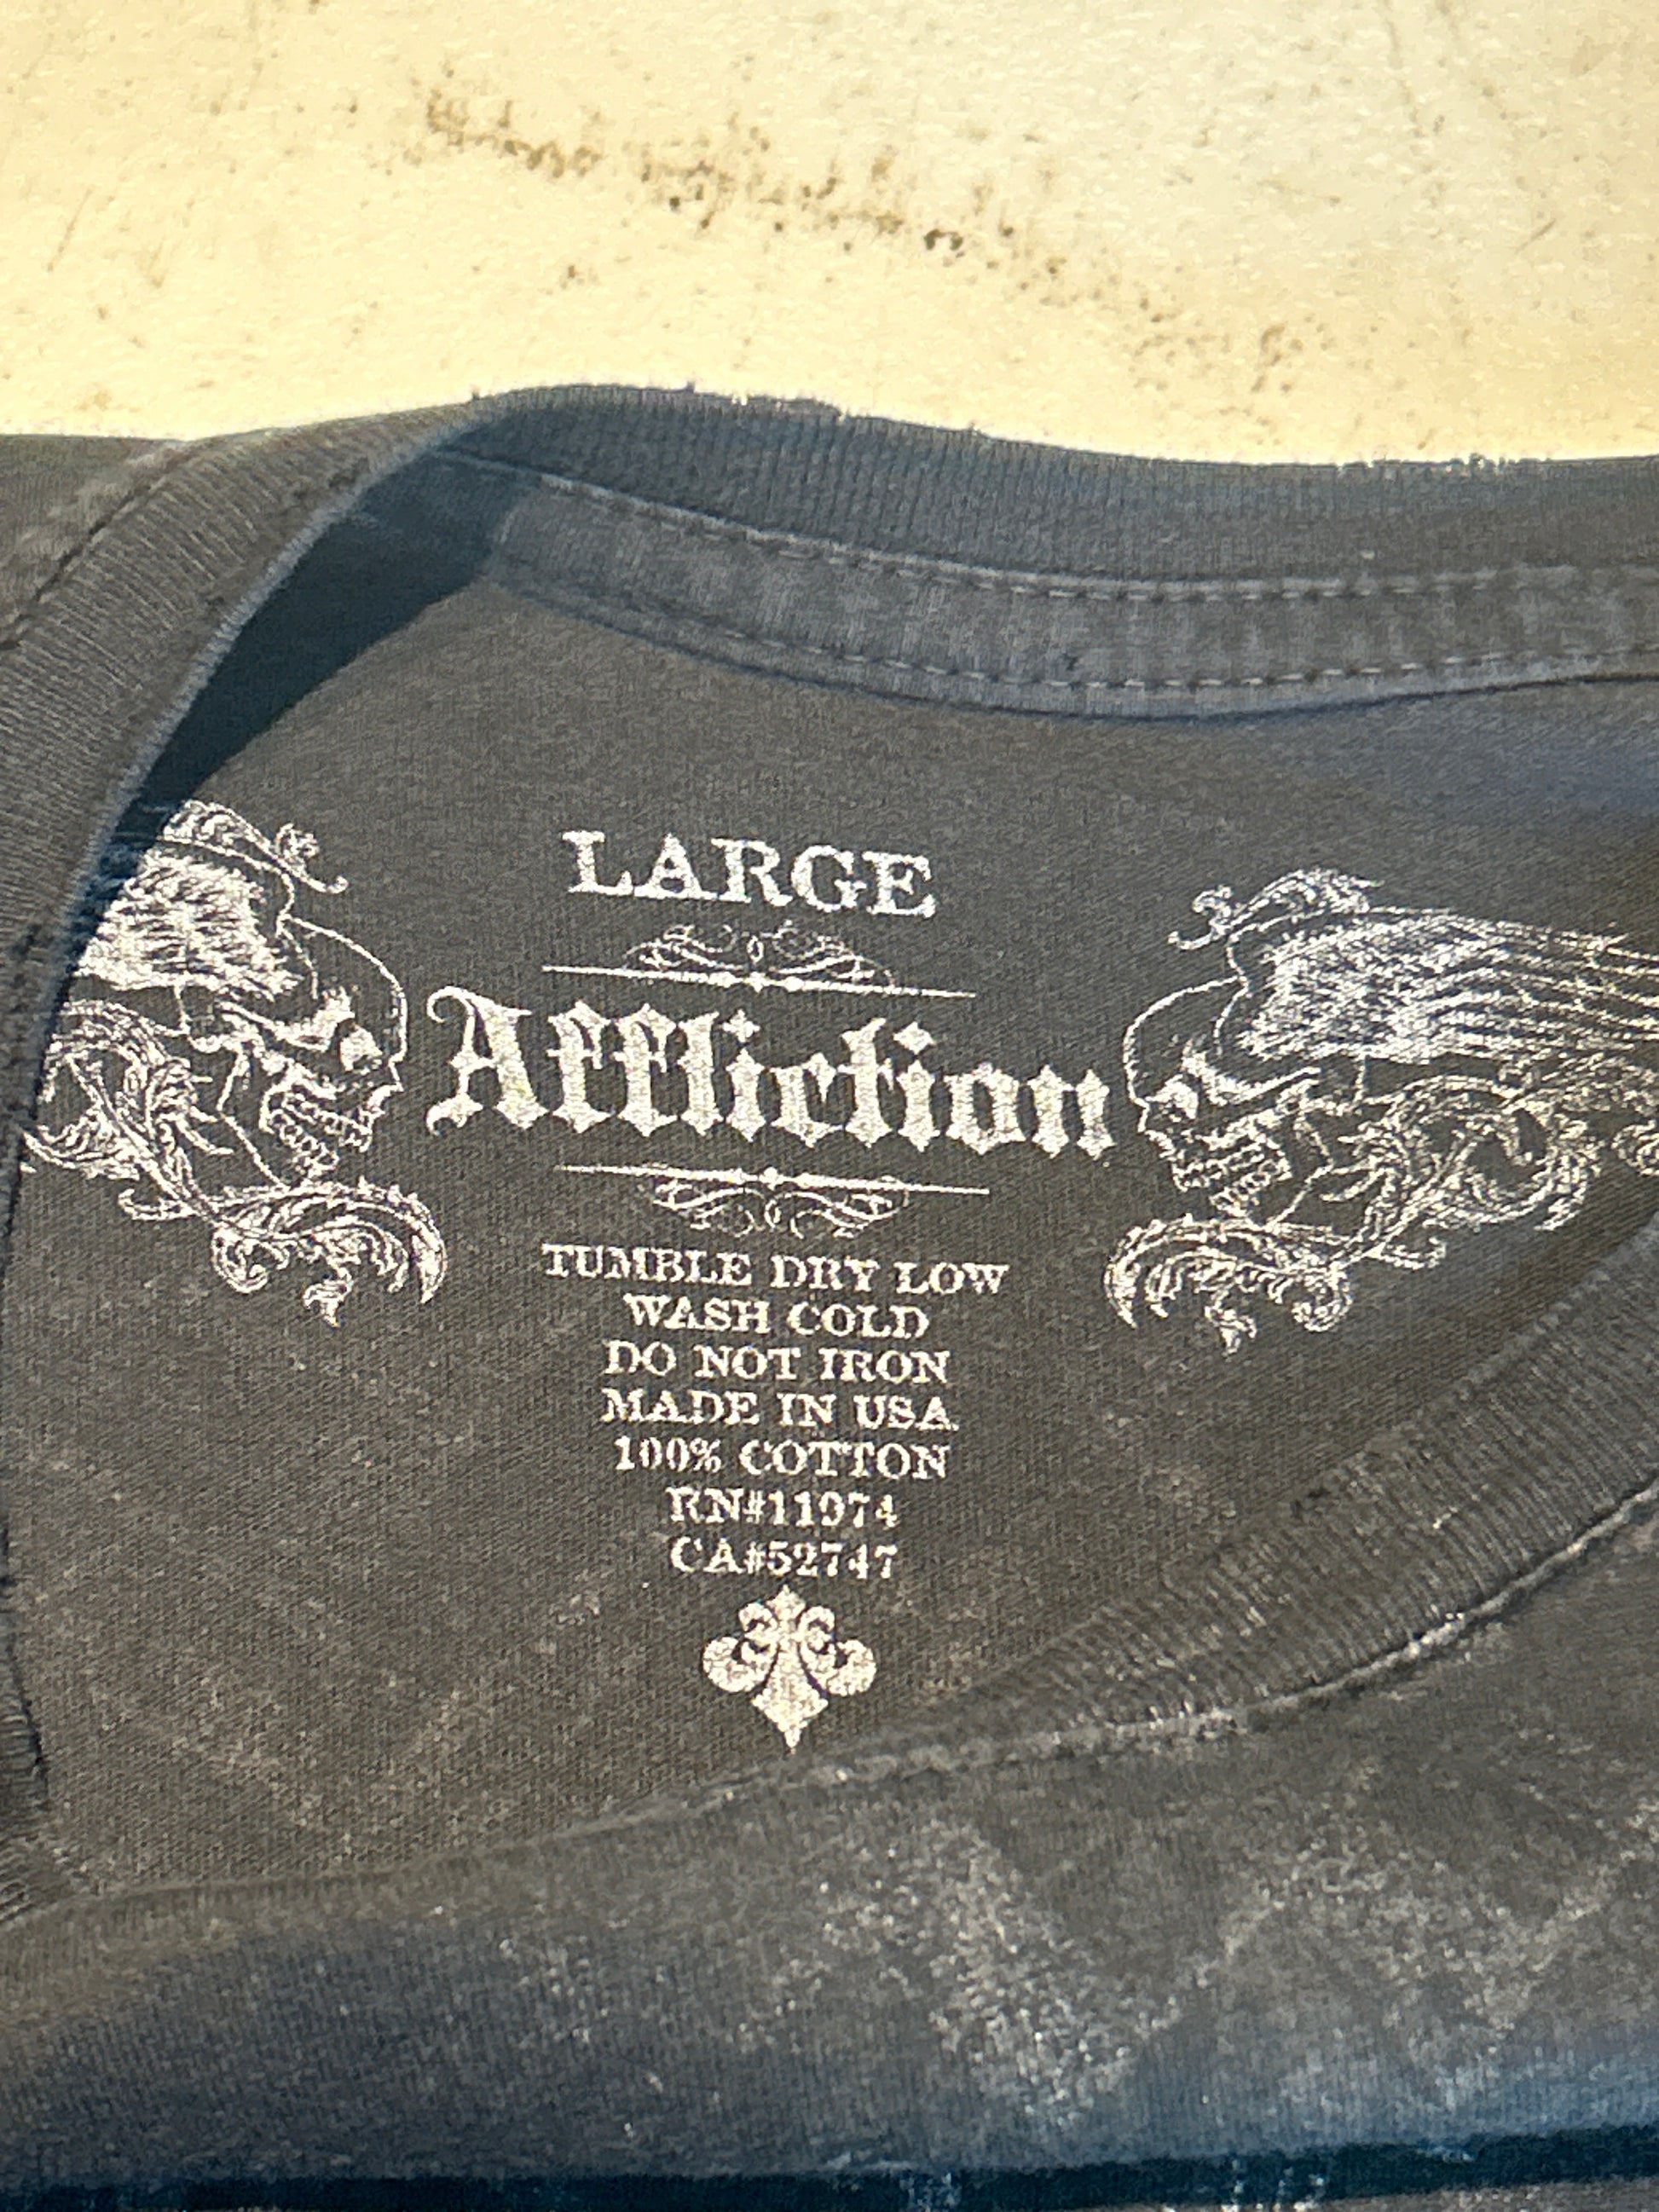 LARGE
Affliction
TUMBLE DRY LOW
WASH COLD
DO NOT IRON
MADE IN USA
100% COTTON
RN#11974
CA#52747